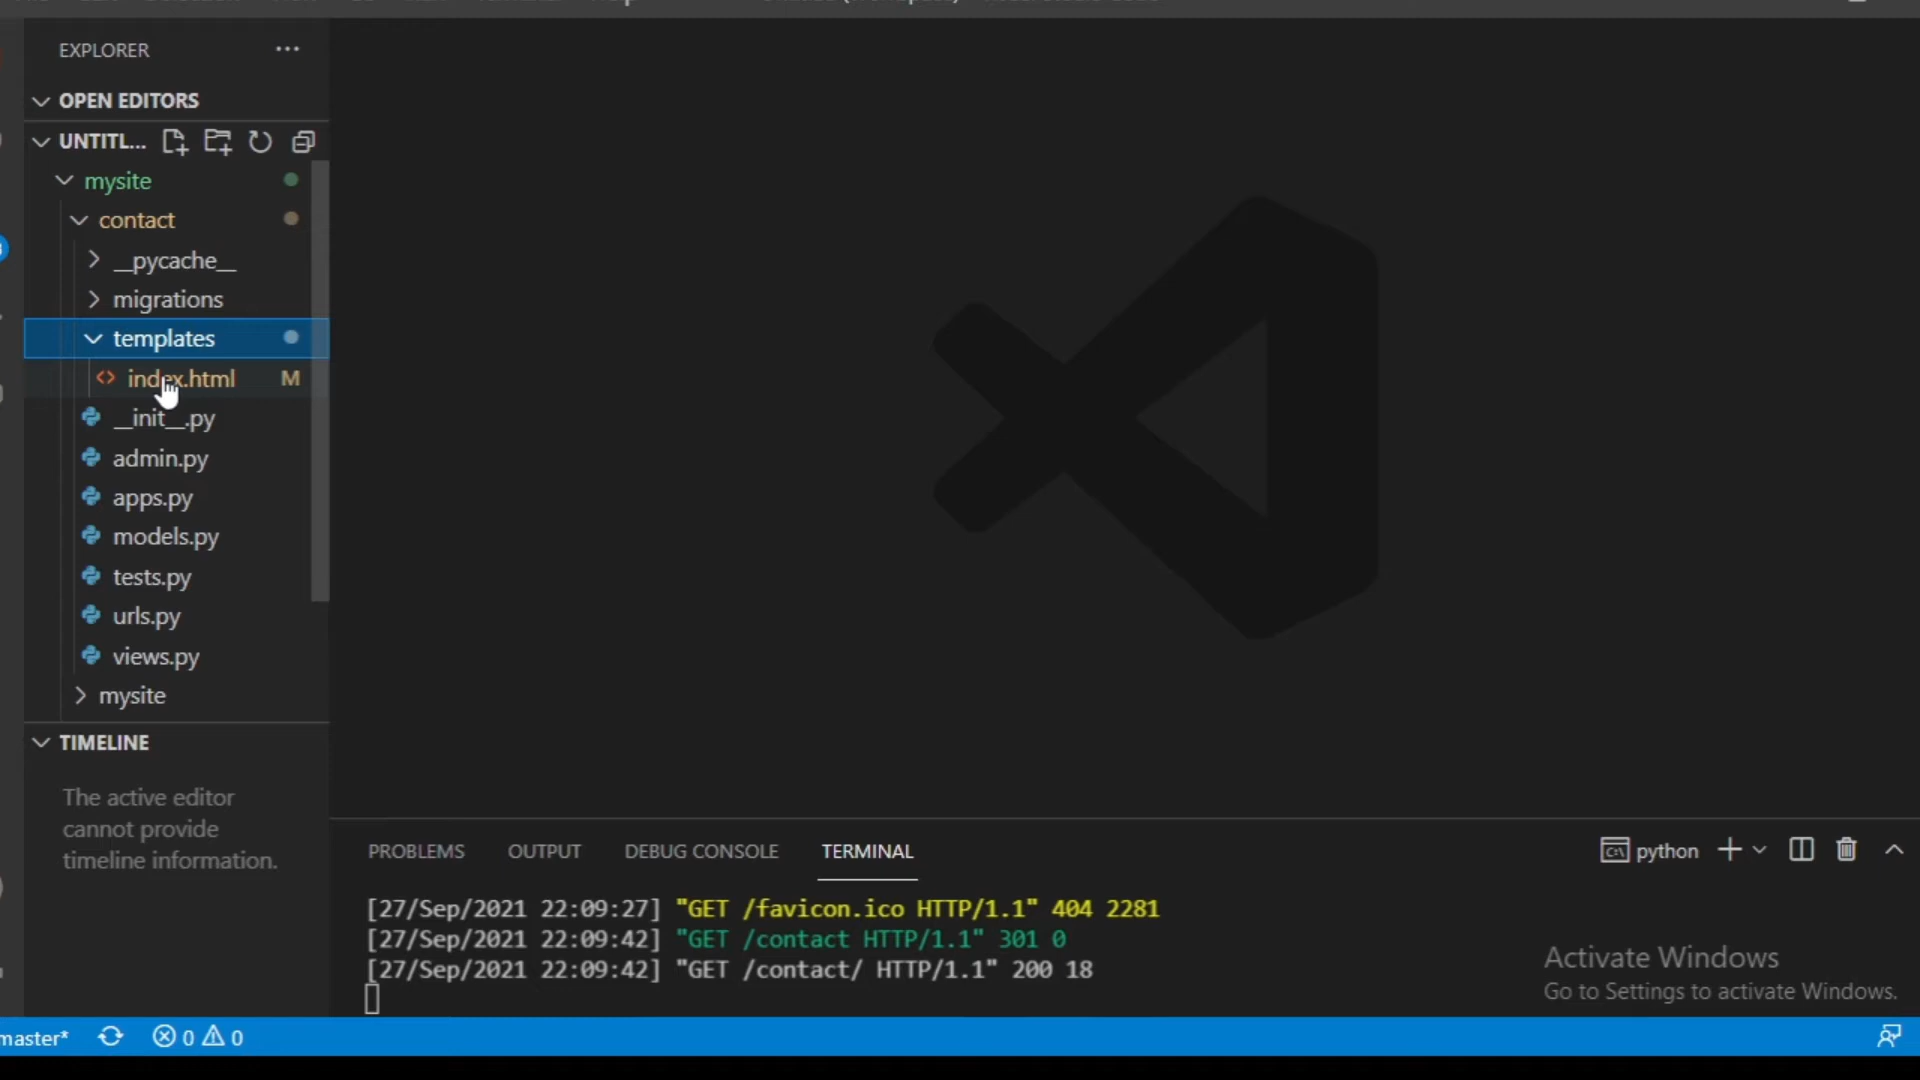 EXPLORER
OPEN EDITORS
UNTITL...
mysite
contact
__pycache__
migrations
templates
index.html M
__init__.py
admin.py
apps.py
models.py
tests.py
urls.py
views.py
mysite
TIMELINE
The active editor
cannot provide
timeline information.
PROBLEMS OUTPUT DEBUG CONSOLE TERMINAL
python
[27/Sep/2021 22:09:27] "GET /favicon.ico HTTP/1.1" 404 2281
[27/Sep/2021 22:09:42] "GET /contact HTTP/1.1" 301 0
[27/Sep/2021 22:09:42] "GET /contact/ HTTP/1.1" 200 18
Activate Windows
Go to Settings to activate Windows.
master* 0 0